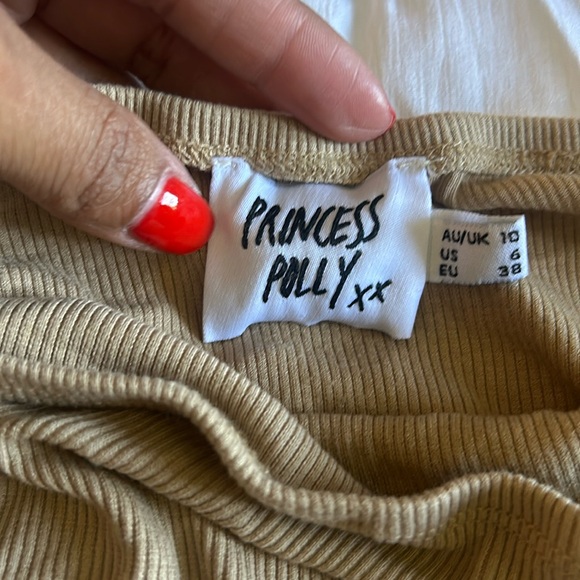 PRINCESS
POLLY xx
AU/UK 10
US 6
EU 38